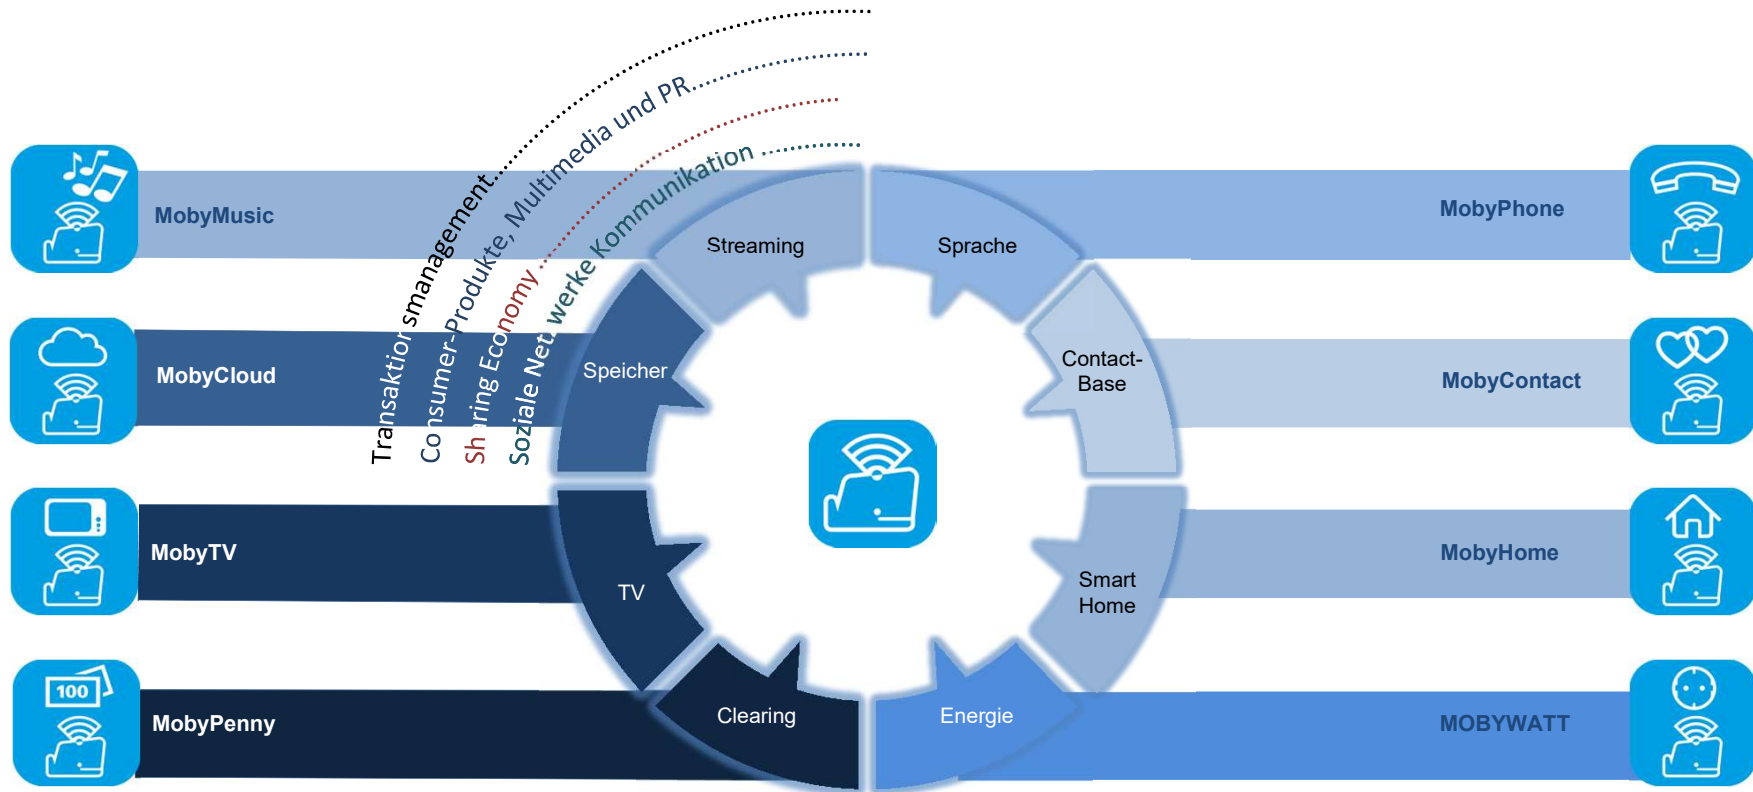 Transaktionsmanagement
Consumer-Produkte, Multimedia und PR
Sharing Economy
Soziale Netzwerke Kommunikation
MobyMusic
Streaming
Sprache
MobyPhone
MobyCloud
Speicher
Contact-
Base
MobyContact
MobyTV
TV
Smart
Home
MobyHome
100
MobyPenny
Clearing
Energie
MOBYWATT